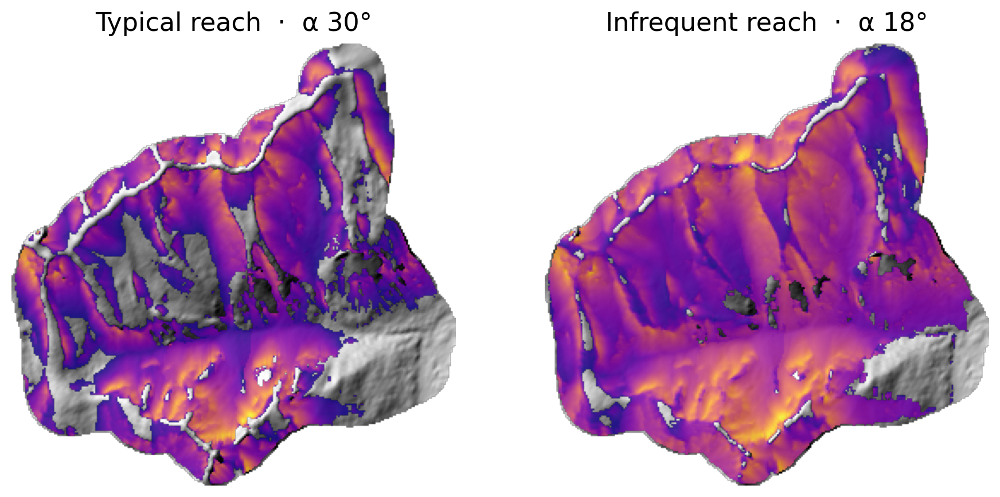 Typical reach · α 30°
Infrequent reach · α 18°